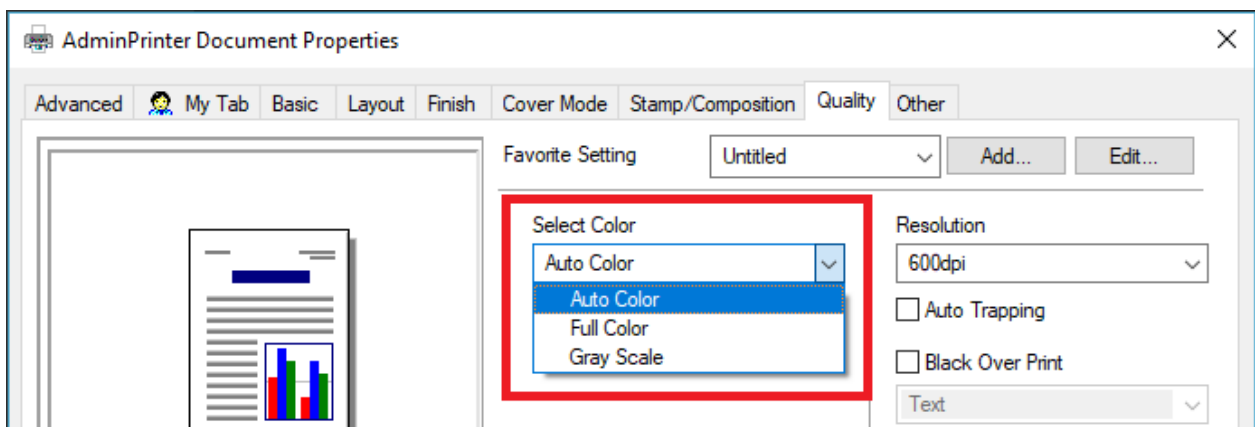 AdminPrinter Document Properties
Advanced My Tab Basic Layout Finish Cover Mode Stamp/Composition Quality Other
Favorite Setting Untitled Add... Edit...
Select Color
Auto Color
Auto Color
Full Color
Gray Scale
Resolution
600dpi
Auto Trapping
Black Over Print
Text